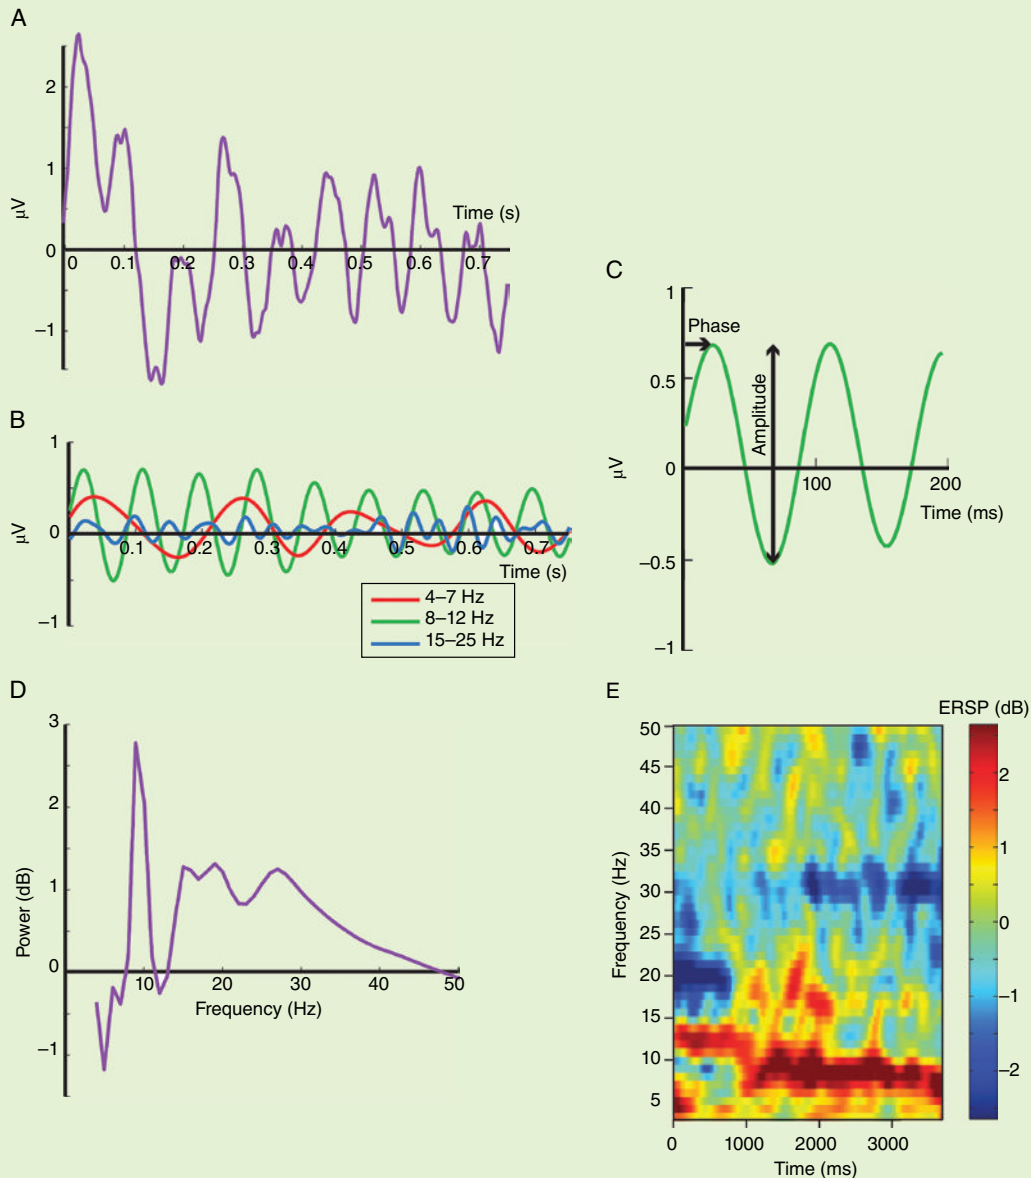 A
2
1
0
−1
μV
Time (s)
0 0.1 0.2 0.3 0.4 0.5 0.6 0.7
B
1
0
−1
μV
0.1 0.2 0.3 0.4 0.5 0.6 0.7
Time (s)
4–7 Hz
8–12 Hz
15–25 Hz
C
1
0.5
0
−0.5
−1
μV
Phase
Amplitude
100 200
Time (ms)
D
3
2
1
0
−1
Power (dB)
10 20 30 40 50
Frequency (Hz)
E
ERSP (dB)
50
45
40
35
30
25
20
15
10
5
Frequency (Hz)
0 1000 2000 3000
Time (ms)
2
1
0
−1
−2